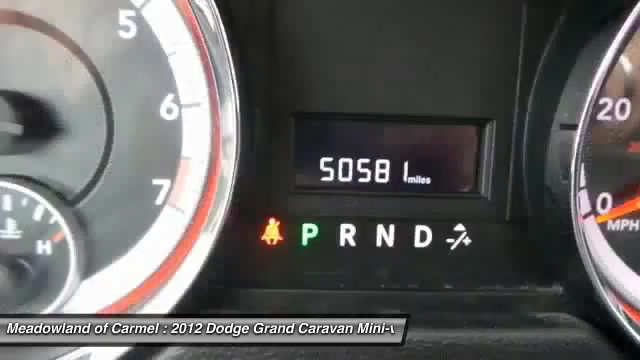 5
6
7
H
50581 miles
P R N D
20
0
MPH
Meadowland of Carmel : 2012 Dodge Grand Caravan Mini-v